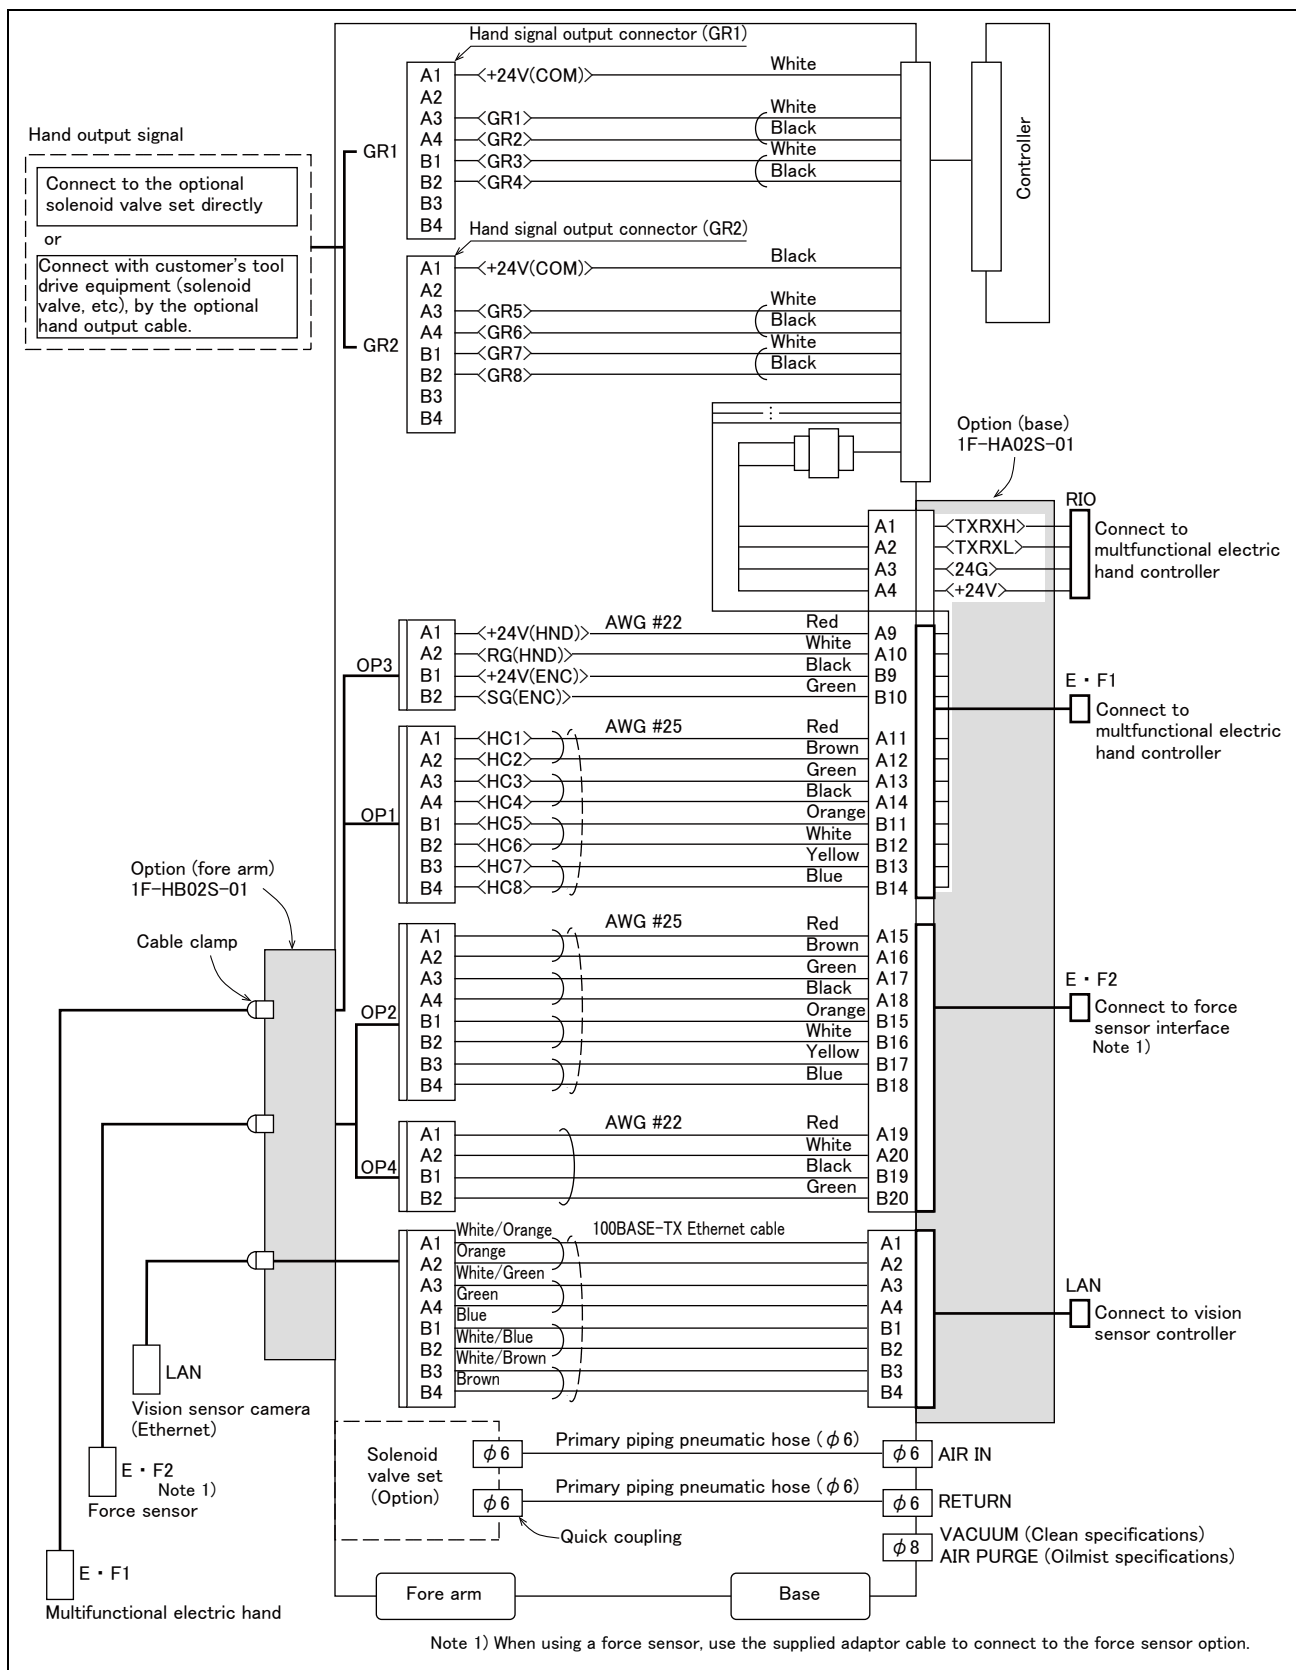 Hand signal output connector (GR1)
A1 <+24V(COM)> White
A2
A3 <GR1> White
A4 <GR2> Black
B1 <GR3> White
B2 <GR4> Black
B3
B4
GR1
Controller
Hand output signal
Connect to the optional
solenoid valve set directly
or
Connect with customer's tool
drive equipment (solenoid
valve, etc), by the optional
hand output cable.
Hand signal output connector (GR2)
A1 <+24V(COM)> Black
A2
A3 <GR5> White
A4 <GR6> Black
B1 <GR7> White
B2 <GR8> Black
B3
B4
GR2
Option (base)
1F-HA02S-01
RIO
A1 <TXRXH>
A2 <TXRXL>
A3 <24G>
A4 <+24V>
Connect to
multfunctional electric
hand controller
OP3
A1 <+24V(HND)> AWG #22 Red A9
A2 <RG(HND)> White A10
B1 <+24V(ENC)> Black B9
B2 <SG(ENC)> Green B10
E・F1
Connect to
multfunctional electric
hand controller
OP1
A1 <HC1> AWG #25 Red A11
A2 <HC2> Brown A12
A3 <HC3> Green A13
A4 <HC4> Black A14
B1 <HC5> Orange B11
B2 <HC6> White B12
B3 <HC7> Yellow B13
B4 <HC8> Blue B14
Option (fore arm)
1F-HB02S-01
Cable clamp
OP2
A1 AWG #25 Red A15
A2 Brown A16
A3 Green A17
A4 Black A18
B1 Orange B15
B2 White B16
B3 Yellow B17
B4 Blue B18
E・F2
Connect to force
sensor interface
Note 1)
OP4
A1 AWG #22 Red A19
A2 White A20
B1 Black B19
B2 Green B20
100BASE-TX Ethernet cable
A1 White/Orange A1
A2 Orange A2
A3 White/Green A3
A4 Green A4
B1 Blue B1
B2 White/Blue B2
B3 White/Brown B3
B4 Brown B4
LAN
Connect to vision
sensor controller
LAN
Vision sensor camera
(Ethernet)
E・F2
Note 1)
Force sensor
E・F1
Multifunctional electric hand
Solenoid
valve set
(Option)
φ6 Primary piping pneumatic hose (φ6) φ6 AIR IN
φ6 Primary piping pneumatic hose (φ6) φ6 RETURN
Quick coupling
φ8 VACUUM (Clean specifications)
AIR PURGE (Oilmist specifications)
Fore arm
Base
Note 1) When using a force sensor, use the supplied adaptor cable to connect to the force sensor option.